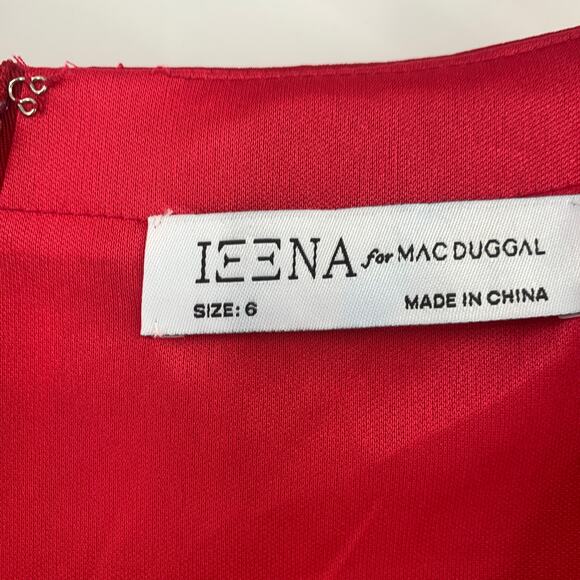 IEENA for MAC DUGGAL
SIZE: 6 MADE IN CHINA